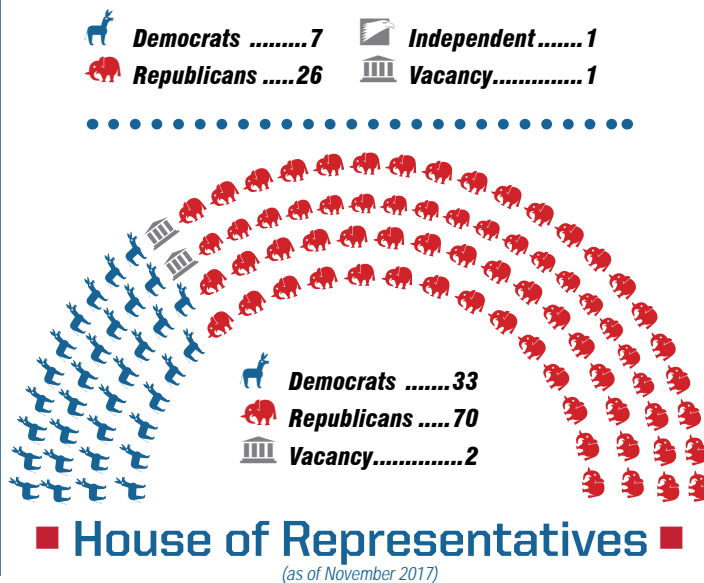 Democrats .........7
Independent.......1
Republicans .....26
Vacancy..............1
Democrats .......33
Republicans .....70
Vacancy..............2
House of Representatives
(as of November 2017)